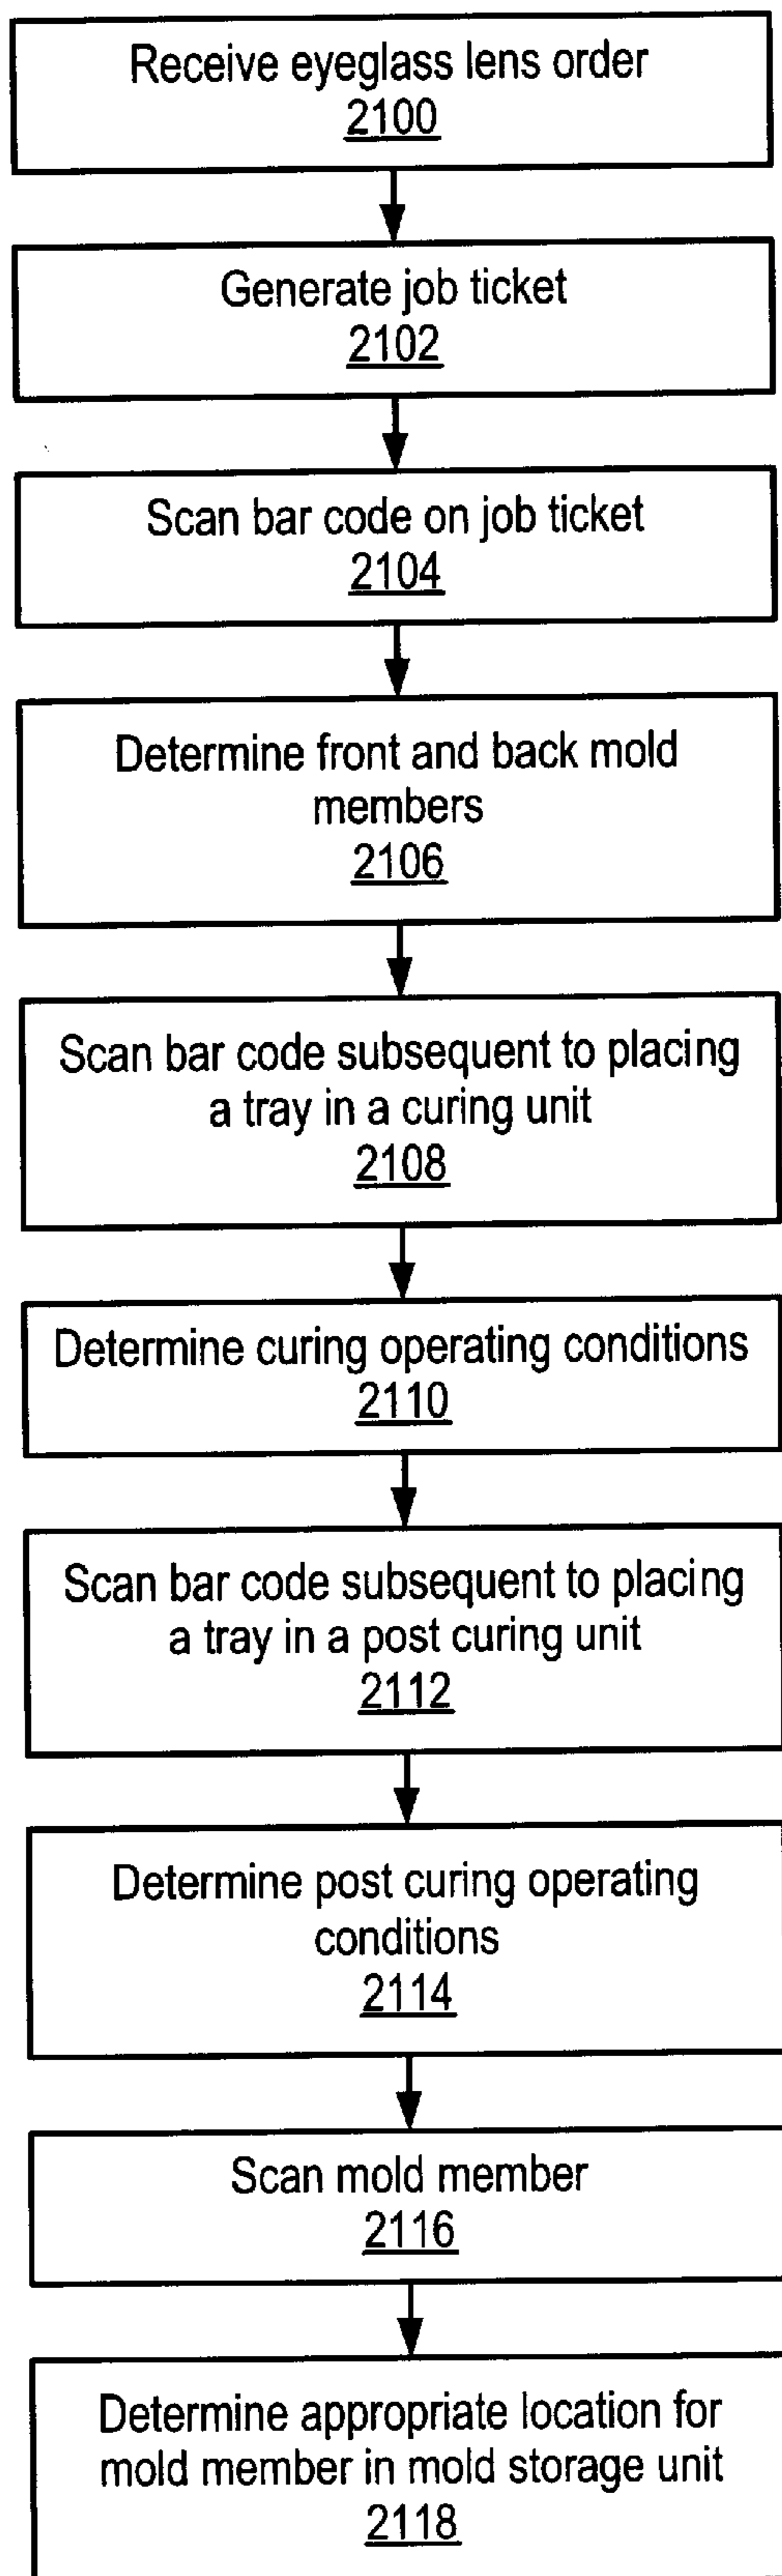 Receive eyeglass lens order
2100
Generate job ticket
2102
Scan bar code on job ticket
2104
Determine front and back mold
members
2106
Scan bar code subsequent to placing
a tray in a curing unit
2108
Determine curing operating conditions
2110
Scan bar code subsequent to placing
a tray in a post curing unit
2112
Determine post curing operating
conditions
2114
Scan mold member
2116
Determine appropriate location for
mold member in mold storage unit
2118